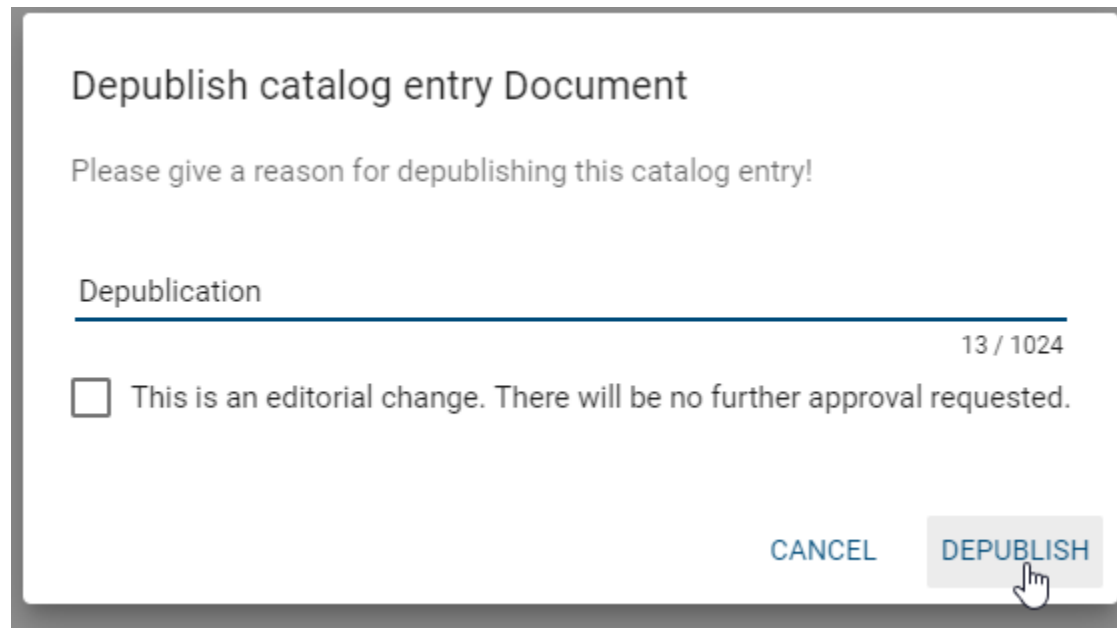 Depublish catalog entry Document
Please give a reason for depublishing this catalog entry!
Depublication
13 / 1024
This is an editorial change. There will be no further approval requested.
CANCEL DEPUBLISH